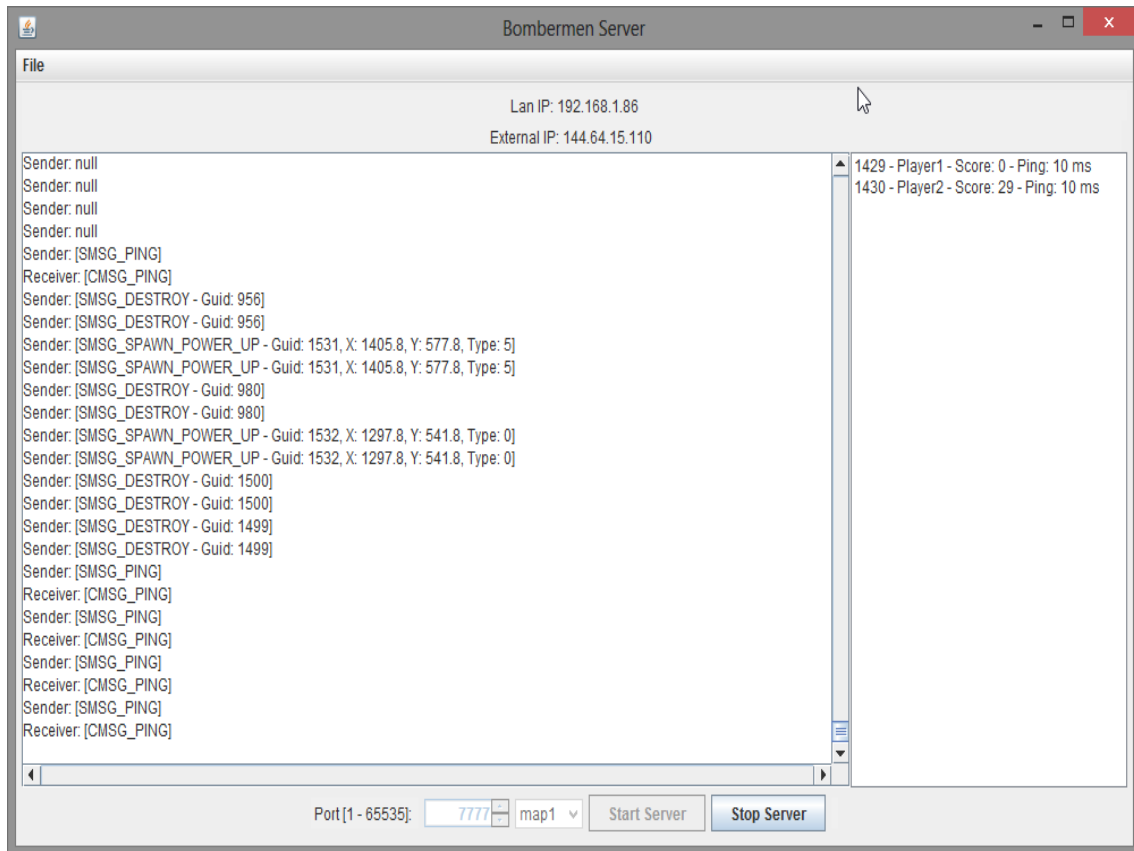 Bombermen Server
File
Lan IP: 192.168.1.86
External IP: 144.64.15.110
Sender: null
Sender: null
Sender: null
Sender: null
Sender: [SMSG_PING]
Receiver: [CMSG_PING]
Sender: [SMSG_DESTROY - Guid: 956]
Sender: [SMSG_DESTROY - Guid: 956]
Sender: [SMSG_SPAWN_POWER_UP - Guid: 1531, X: 1405.8, Y: 577.8, Type: 5]
Sender: [SMSG_SPAWN_POWER_UP - Guid: 1531, X: 1405.8, Y: 577.8, Type: 5]
Sender: [SMSG_DESTROY - Guid: 980]
Sender: [SMSG_DESTROY - Guid: 980]
Sender: [SMSG_SPAWN_POWER_UP - Guid: 1532, X: 1297.8, Y: 541.8, Type: 0]
Sender: [SMSG_SPAWN_POWER_UP - Guid: 1532, X: 1297.8, Y: 541.8, Type: 0]
Sender: [SMSG_DESTROY - Guid: 1500]
Sender: [SMSG_DESTROY - Guid: 1500]
Sender: [SMSG_DESTROY - Guid: 1499]
Sender: [SMSG_DESTROY - Guid: 1499]
Sender: [SMSG_PING]
Receiver: [CMSG_PING]
Sender: [SMSG_PING]
Receiver: [CMSG_PING]
Sender: [SMSG_PING]
Receiver: [CMSG_PING]
Sender: [SMSG_PING]
Receiver: [CMSG_PING]
1429 - Player1 - Score: 0 - Ping: 10 ms
1430 - Player2 - Score: 29 - Ping: 10 ms
Port [1 - 65535]: 7777 map1 Start Server Stop Server